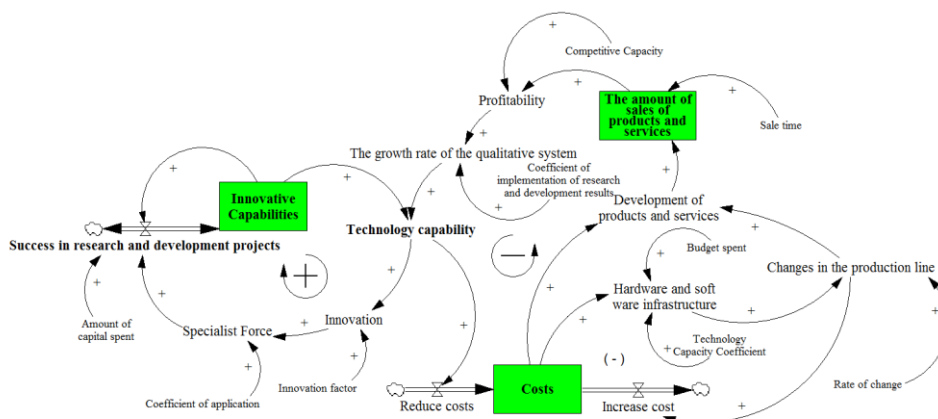 Competitive Capacity
Profitability
The amount of
sales of
products and
services
Sale time
The growth rate of the qualitative system
Coefficient of
implementation of research
and development results
Innovative
Capabilities
Development of
products and services
Success in research and development projects
Technology capability
Budget spent
Changes in the production line
Hardware and soft
ware infrastructure
Amount of
capital spent
Specialist Force
Innovation
Technology
Capacity Coefficient
(-)
Coefficient of application
Innovation factor
Reduce costs
Costs
Increase cost
Rate of change